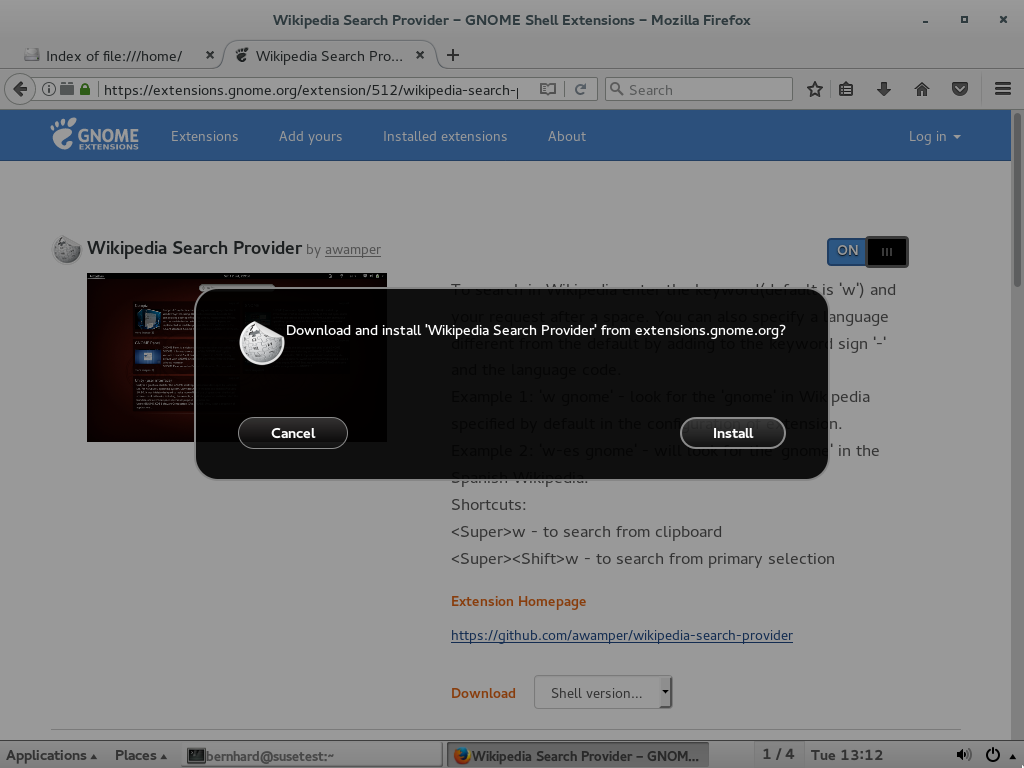 Wikipedia Search Provider – GNOME Shell Extensions – Mozilla Firefox
Index of file:///home/
Wikipedia Search Pro...
https://extensions.gnome.org/extension/512/wikipedia-search-p
Search
GNOME
EXTENSIONS
Extensions
Add yours
Installed extensions
About
Log in
Wikipedia Search Provider by awamper
ON
To search in Wikipedia enter the keyword(default is 'w') and
your request after a space. You can also specify a language
different from the default by adding to the keyword sign '-'
and the language code.
Example 1: 'w gnome' - look for the 'gnome' in Wikipedia
specified by default in the configuration of extension.
Example 2: 'w-es gnome' - will look for the 'gnome' in the
Spanish Wikipedia.
Shortcuts:
<Super>w - to search from clipboard
<Super><Shift>w - to search from primary selection
Download and install 'Wikipedia Search Provider' from extensions.gnome.org?
Cancel
Install
Extension Homepage
https://github.com/awamper/wikipedia-search-provider
Download
Shell version...
Applications
Places
bernhard@susetest:~
Wikipedia Search Provider – GNOM...
1 / 4
Tue 13:12